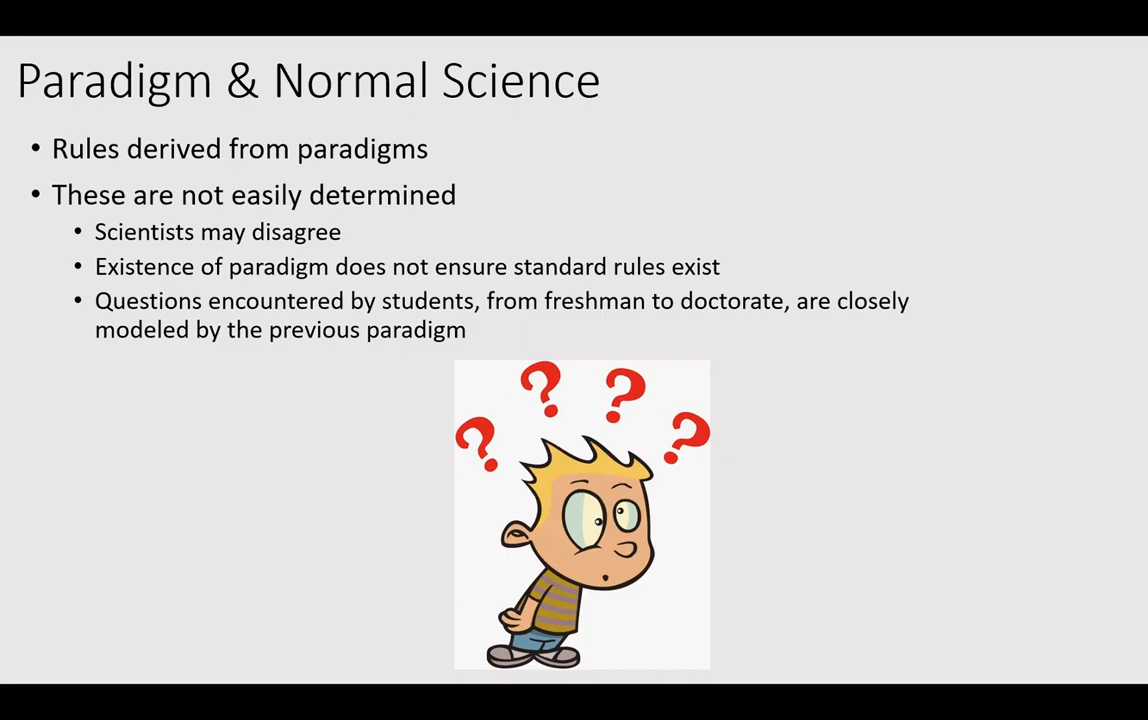 Paradigm & Normal Science
• Rules derived from paradigms
• These are not easily determined
• Scientists may disagree
• Existence of paradigm does not ensure standard rules exist
• Questions encountered by students, from freshman to doctorate, are closely
modeled by the previous paradigm
? ? ? ?